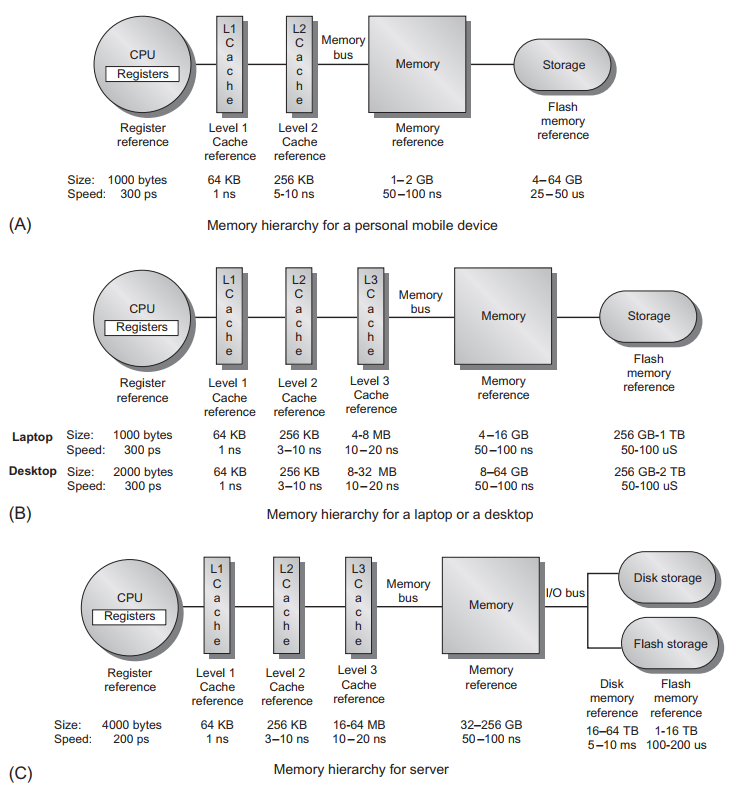 CPU
Registers
L1
Cache
L2
Cache
Memory
bus
Memory
Storage
Register
reference
Level 1
Cache
reference
Level 2
Cache
reference
Memory
reference
Flash
memory
reference
Size: 1000 bytes 64 KB 256 KB 1–2 GB 4–64 GB
Speed: 300 ps 1 ns 5-10 ns 50–100 ns 25–50 us
(A) Memory hierarchy for a personal mobile device
CPU
Registers
L1
Cache
L2
Cache
L3
Cache
Memory
bus
Memory
Storage
Register
reference
Level 1
Cache
reference
Level 2
Cache
reference
Level 3
Cache
reference
Memory
reference
Flash
memory
reference
Laptop Size: 1000 bytes 64 KB 256 KB 4-8 MB 4–16 GB 256 GB-1 TB
Speed: 300 ps 1 ns 3–10 ns 10–20 ns 50–100 ns 50-100 uS
Desktop Size: 2000 bytes 64 KB 256 KB 8-32 MB 8–64 GB 256 GB-2 TB
Speed: 300 ps 1 ns 3–10 ns 10–20 ns 50–100 ns 50-100 uS
(B) Memory hierarchy for a laptop or a desktop
CPU
Registers
L1
Cache
L2
Cache
L3
Cache
Memory
bus
Memory
I/O bus
Disk storage
Flash storage
Register
reference
Level 1
Cache
reference
Level 2
Cache
reference
Level 3
Cache
reference
Memory
reference
Disk
memory
reference
Flash
memory
reference
Size: 4000 bytes 64 KB 256 KB 16-64 MB 32–256 GB 16–64 TB 1-16 TB
Speed: 200 ps 1 ns 3–10 ns 10–20 ns 50–100 ns 5–10 ms 100-200 us
(C) Memory hierarchy for server